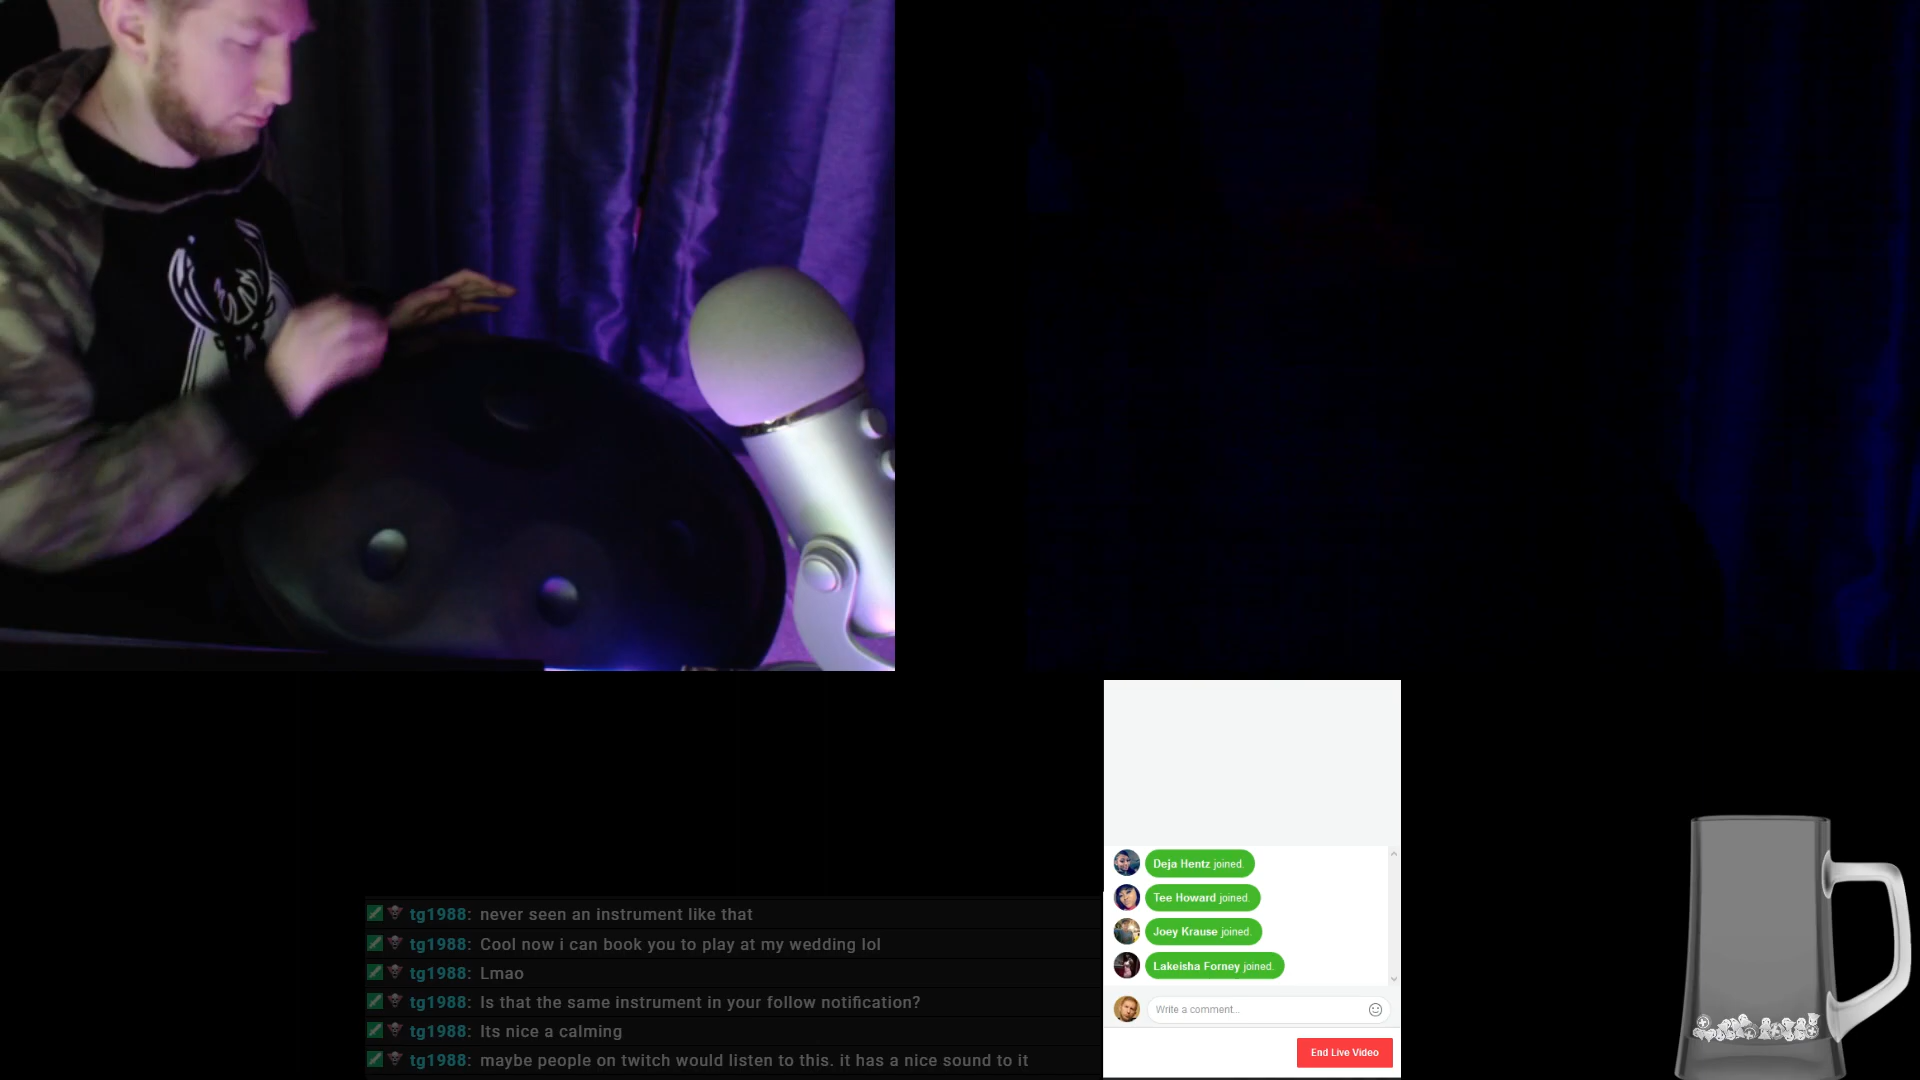 Deja Hentz joined.
Tee Howard joined.
Joey Krause joined.
Lakeisha Forney joined.
Write a comment...
End Live Video
tg1988: never seen an instrument like that
tg1988: Cool now i can book you to play at my wedding lol
tg1988: Lmao
tg1988: Is that the same instrument in your follow notification?
tg1988: Its nice a calming
tg1988: maybe people on twitch would listen to this. it has a nice sound to it